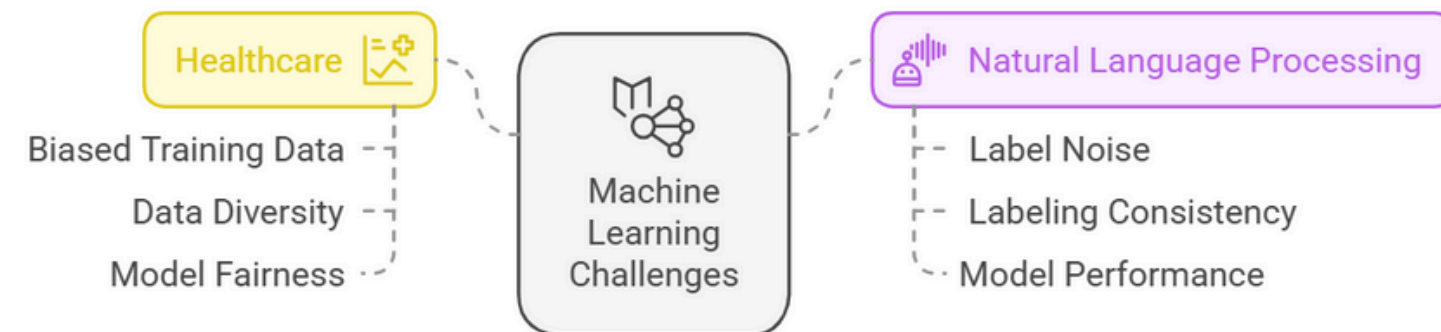 Healthcare
Biased Training Data
Data Diversity
Model Fairness
Machine
Learning
Challenges
Natural Language Processing
Label Noise
Labeling Consistency
Model Performance